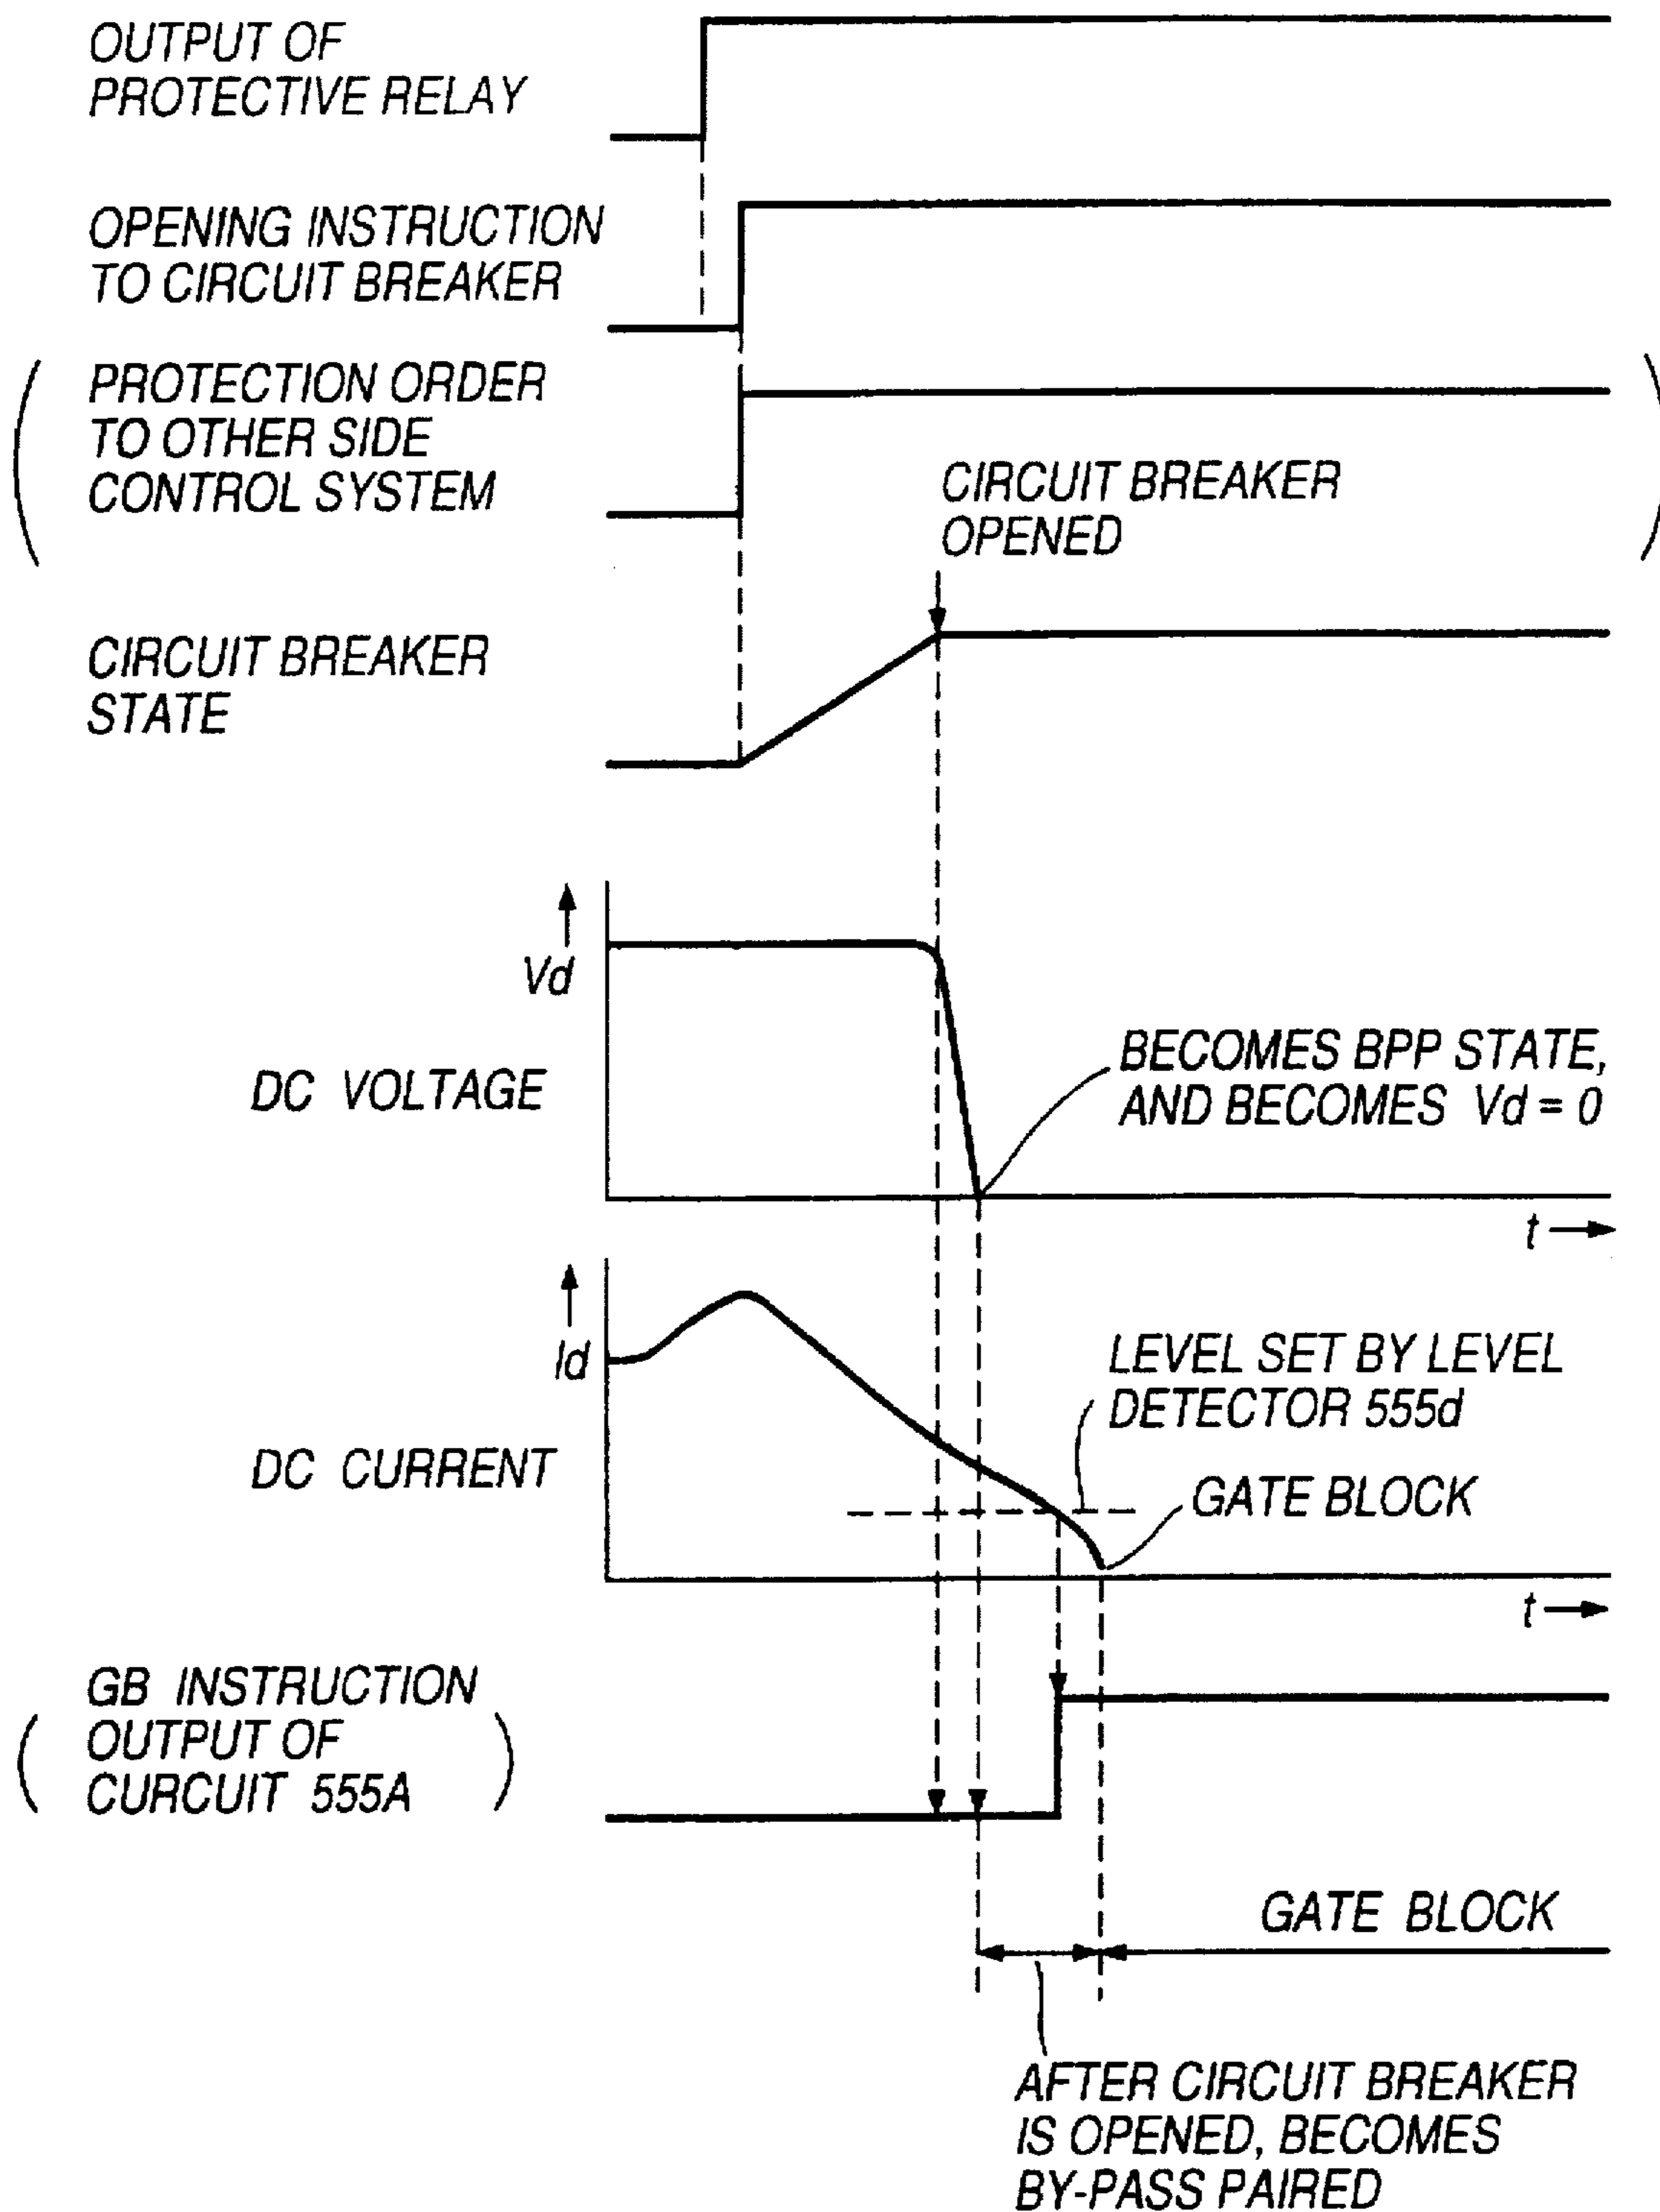 OUTPUT OF
PROTECTIVE RELAY
OPENING INSTRUCTION
TO CIRCUIT BREAKER
PROTECTION ORDER
TO OTHER SIDE
CONTROL SYSTEM
CIRCUIT BREAKER
OPENED
CIRCUIT BREAKER
STATE
Vd
DC VOLTAGE
BECOMES BPP STATE,
AND BECOMES Vd = 0
t
Id
DC CURRENT
LEVEL SET BY LEVEL
DETECTOR 555d
GATE BLOCK
t
GB INSTRUCTION
OUTPUT OF
CURCUIT 555A
GATE BLOCK
AFTER CIRCUIT BREAKER
IS OPENED, BECOMES
BY-PASS PAIRED